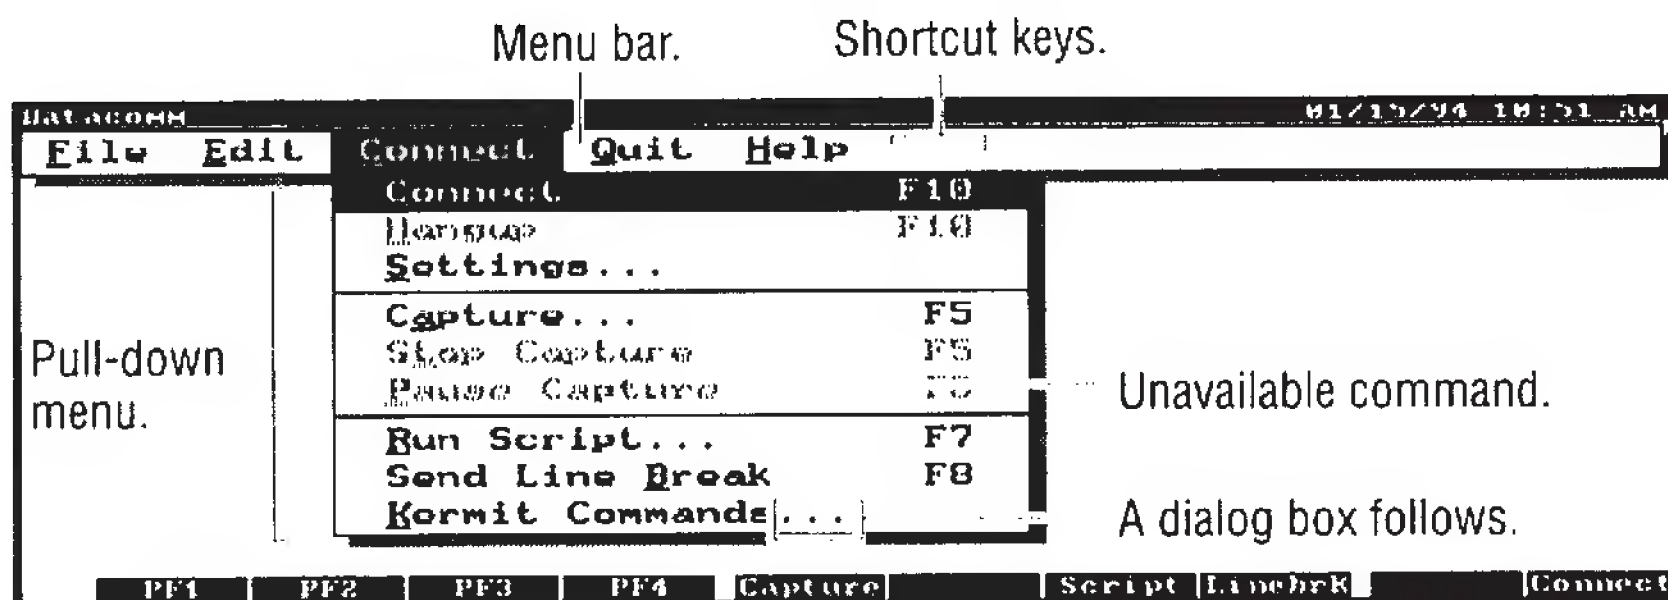 Menu bar. Shortcut keys.
Datacomm 01/15/94 10:51 AM
File Edit Connect Quit Help
Connect F10
Hangup F10
Settings...
Capture... F5
Stop Capture F5
Pause Capture F6
Run Script... F7
Send Line Break F8
Kermit Commands...
Pull-down
menu.
Unavailable command.
A dialog box follows.
PF1 PF2 PF3 PF4 Capture Script LinebrK Connect